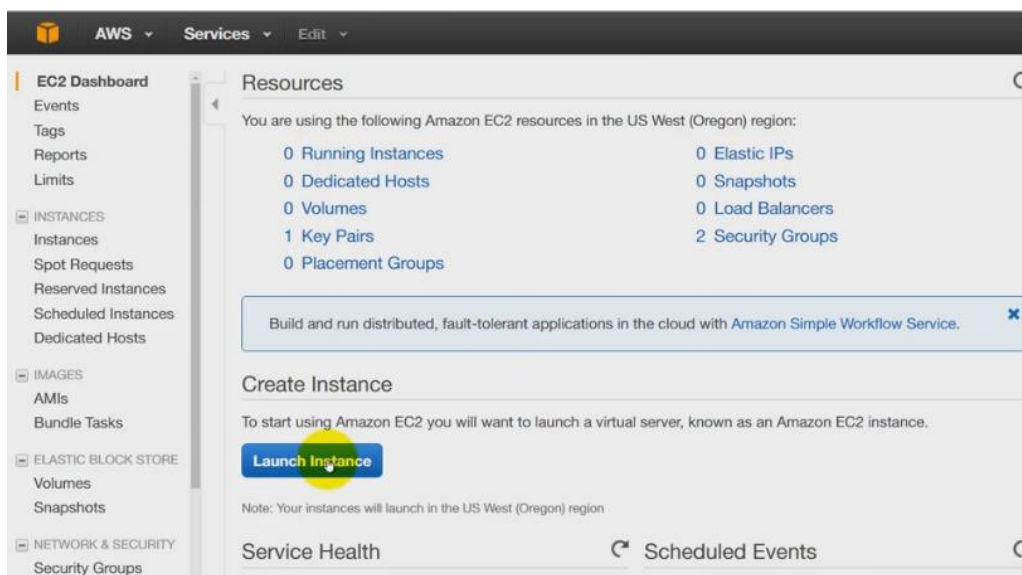 AWS Services Edit
EC2 Dashboard
Events
Tags
Reports
Limits
INSTANCES
Instances
Spot Requests
Reserved Instances
Scheduled Instances
Dedicated Hosts
IMAGES
AMIs
Bundle Tasks
ELASTIC BLOCK STORE
Volumes
Snapshots
NETWORK & SECURITY
Security Groups
Resources
You are using the following Amazon EC2 resources in the US West (Oregon) region:
0 Running Instances
0 Dedicated Hosts
0 Volumes
1 Key Pairs
0 Placement Groups
0 Elastic IPs
0 Snapshots
0 Load Balancers
2 Security Groups
Build and run distributed, fault-tolerant applications in the cloud with Amazon Simple Workflow Service.
Create Instance
To start using Amazon EC2 you will want to launch a virtual server, known as an Amazon EC2 instance.
Launch Instance
Note: Your instances will launch in the US West (Oregon) region
Service Health
Scheduled Events